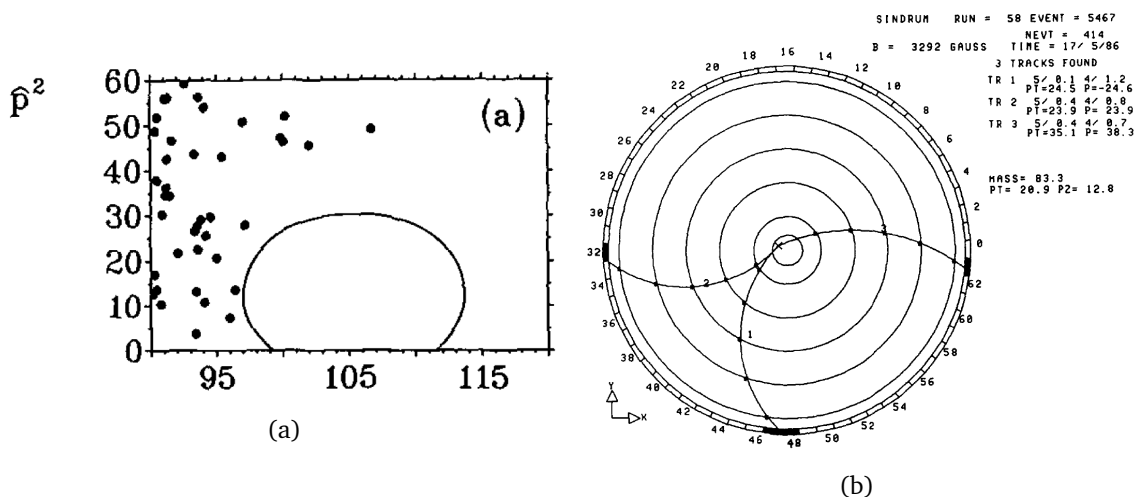 p̂²
60
50
40
30
20
10
0
95
105
115
(a)
(a)
SINDRUM RUN = 58 EVENT = 5467
NEVT = 414
B = 3292 GAUSS TIME = 17/ 5/86
3 TRACKS FOUND
TR 1 5/ 0.1 4/ 1.2
PT=24.5 P=-24.6
TR 2 5/ 0.4 4/ 0.8
PT=23.9 P= 23.9
TR 3 5/ 0.4 4/ 0.7
PT=35.1 P= 38.3
MASS= 83.3
PT= 20.9 PZ= 12.8
0
2
4
6
8
10
12
14
16
18
20
22
24
26
28
30
32
34
36
38
40
42
44
46
48
50
52
54
56
58
60
62
1
2
3
Y
X
(b)